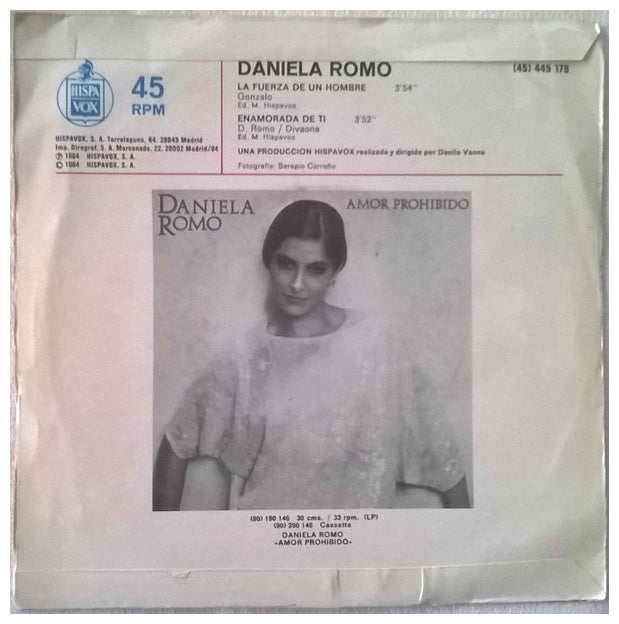 HISPA
VOX
45
RPM
HISPAVOX, S. A. Torrelaguna, 64. 28043 Madrid
Imp. Dirograf. S. A. Marcenado, 22. 28002 Madrid/84
Ⓟ 1984 HISPAVOX, S. A.
© 1984 HISPAVOX, S. A.
DANIELA ROMO
(45) 445 178
LA FUERZA DE UN HOMBRE 3'54''
Gonzalo
Ed. M. Hispavox
ENAMORADA DE TI 3'52''
D. Romo / Divaona
Ed. M. Hispavox
UNA PRODUCCION HISPAVOX realizada y dirigida por Danilo Vaona
Fotografía: Serapio Carreño
DANIELA
ROMO
AMOR PROHIBIDO
(90) 190 146 30 cms. / 33 rpm. (LP)
(90) 290 146 Cassette
DANIELA ROMO
«AMOR PROHIBIDO»